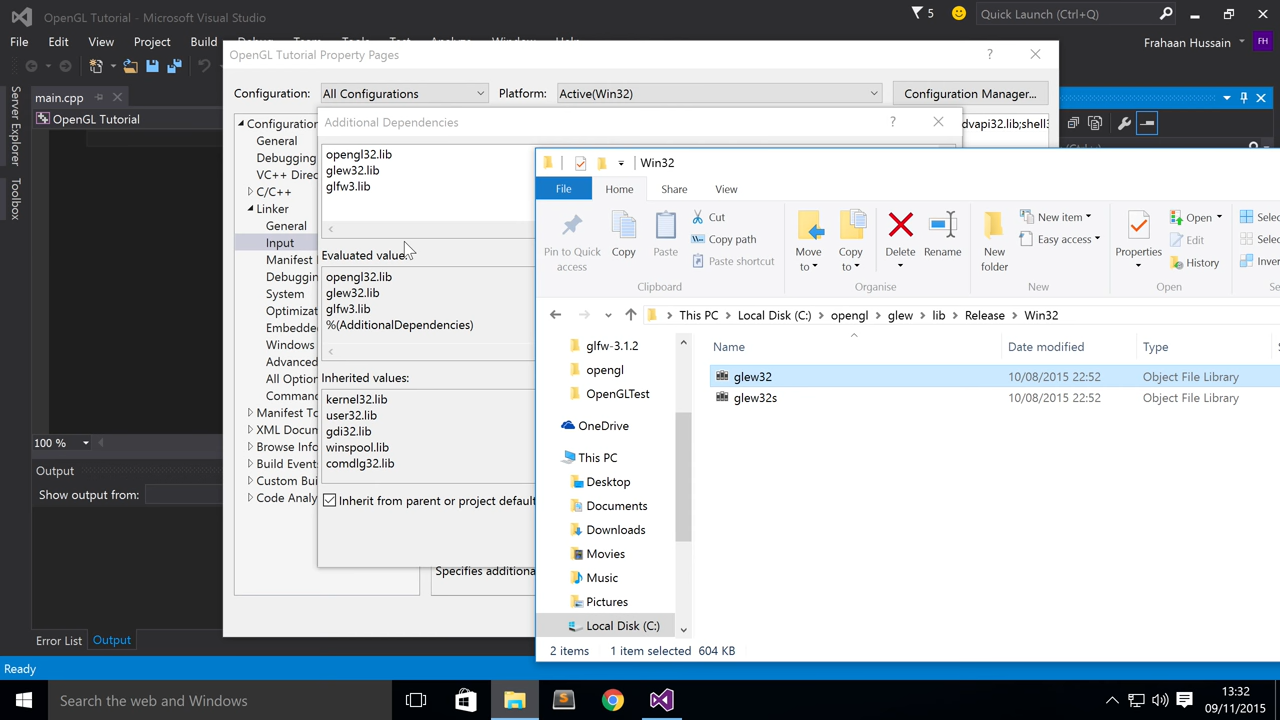 OpenGL Tutorial - Microsoft Visual Studio
5
Quick Launch (Ctrl+Q)
File Edit View Project Build
Frahaan Hussain
FH
main.cpp
OpenGL Tutorial
Server Explorer
Toolbox
100 %
Output
Show output from:
Error List Output
Ready
OpenGL Tutorial Property Pages
?
Configuration: All Configurations Platform: Active(Win32) Configuration Manager...
Configuration
General
Debugging
VC++ Dire
C/C++
Linker
General
Input
Manifest
Debugging
System
Optimizat
Embedde
Windows
Advanced
All Option
Comman
Manifest To
XML Docum
Browse Info
Build Event
Custom Bui
Code Analy
dvapi32.lib;shell3
Specifies additiona
Additional Dependencies
?
opengl32.lib
glew32.lib
glfw3.lib
Evaluated value:
opengl32.lib
glew32.lib
glfw3.lib
%(AdditionalDependencies)
Inherited values:
kernel32.lib
user32.lib
gdi32.lib
winspool.lib
comdlg32.lib
Inherit from parent or project default
Win32
File Home Share View
Pin to Quick access
Copy
Paste
Cut
Copy path
Paste shortcut
Clipboard
Move to
Copy to
Delete
Rename
Organise
New folder
New item
Easy access
New
Properties
Open
Edit
History
Open
Selec
Selec
Inver
Se
This PC > Local Disk (C:) > opengl > glew > lib > Release > Win32
glfw-3.1.2
opengl
OpenGLTest
OneDrive
This PC
Desktop
Documents
Downloads
Movies
Music
Pictures
Local Disk (C:)
Name Date modified Type S
glew32 10/08/2015 22:52 Object File Library
glew32s 10/08/2015 22:52 Object File Library
2 items 1 item selected 604 KB
Search the web and Windows
13:32
09/11/2015